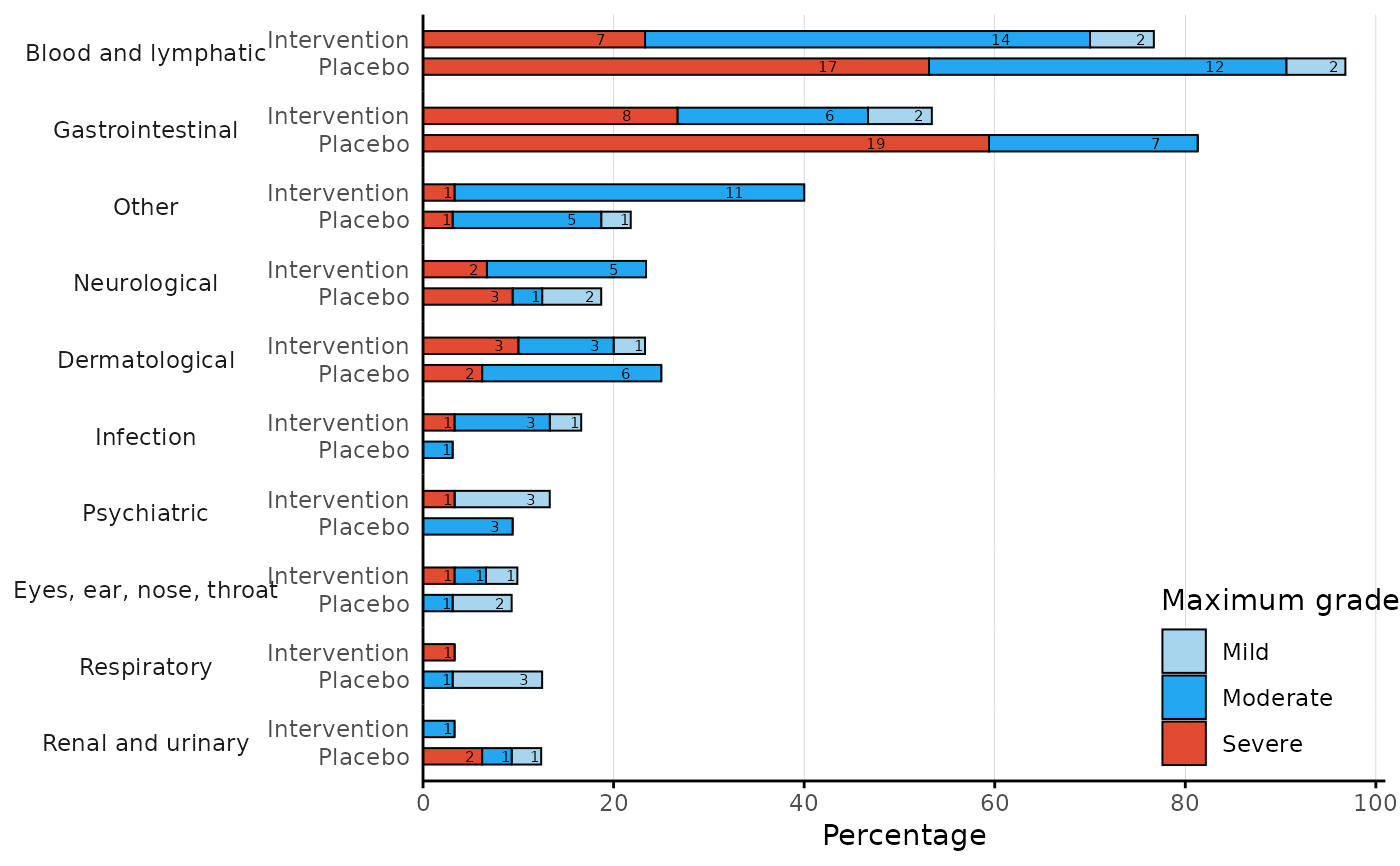 Blood and lymphatic
Intervention 7 14 2
Placebo 17 12 2
Gastrointestinal
Intervention 8 6 2
Placebo 19 7
Other
Intervention 1 11
Placebo 1 5 1
Neurological
Intervention 2 5
Placebo 3 1 2
Dermatological
Intervention 3 3 1
Placebo 2 6
Infection
Intervention 1 3 1
Placebo 1
Psychiatric
Intervention 1 3
Placebo 3
Eyes, ear, nose, throat
Intervention 1 1 1
Placebo 1 2
Respiratory
Intervention 1
Placebo 1 3
Renal and urinary
Intervention 1
Placebo 2 1 1
Maximum grade
Mild
Moderate
Severe
0 20 40 60 80 100
Percentage